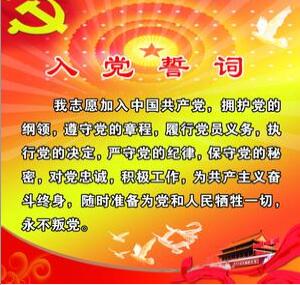 入党誓词
我志愿加入中国共产党，拥护党的
纲领，遵守党的章程，履行党员义务，执
行党的决定，严守党的纪律，保守党的秘
密，对党忠诚，积极工作，为共产主义奋
斗终身，随时准备为党和人民牺牲一切，
永不叛党。